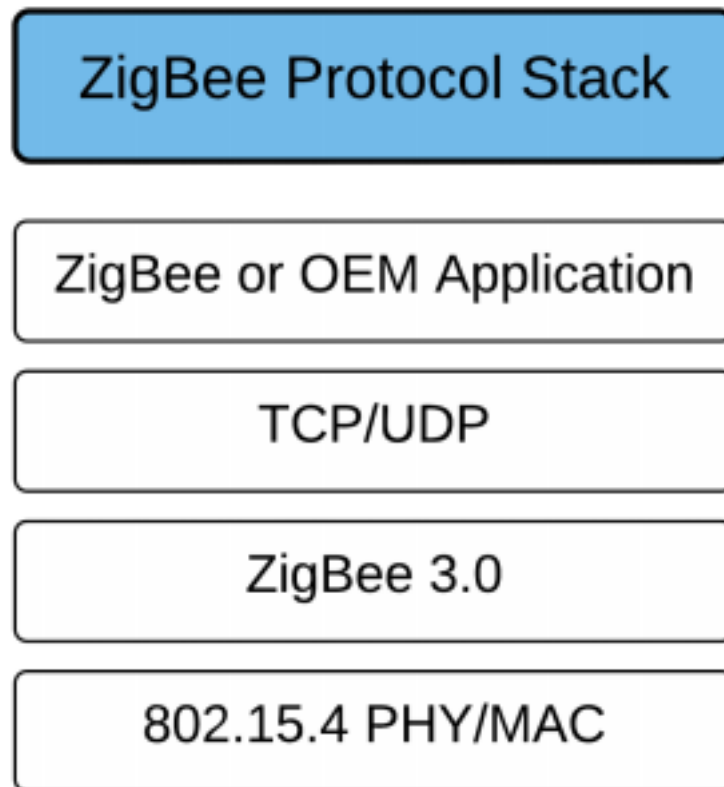 ZigBee Protocol Stack
ZigBee or OEM Application
TCP/UDP
ZigBee 3.0
802.15.4 PHY/MAC